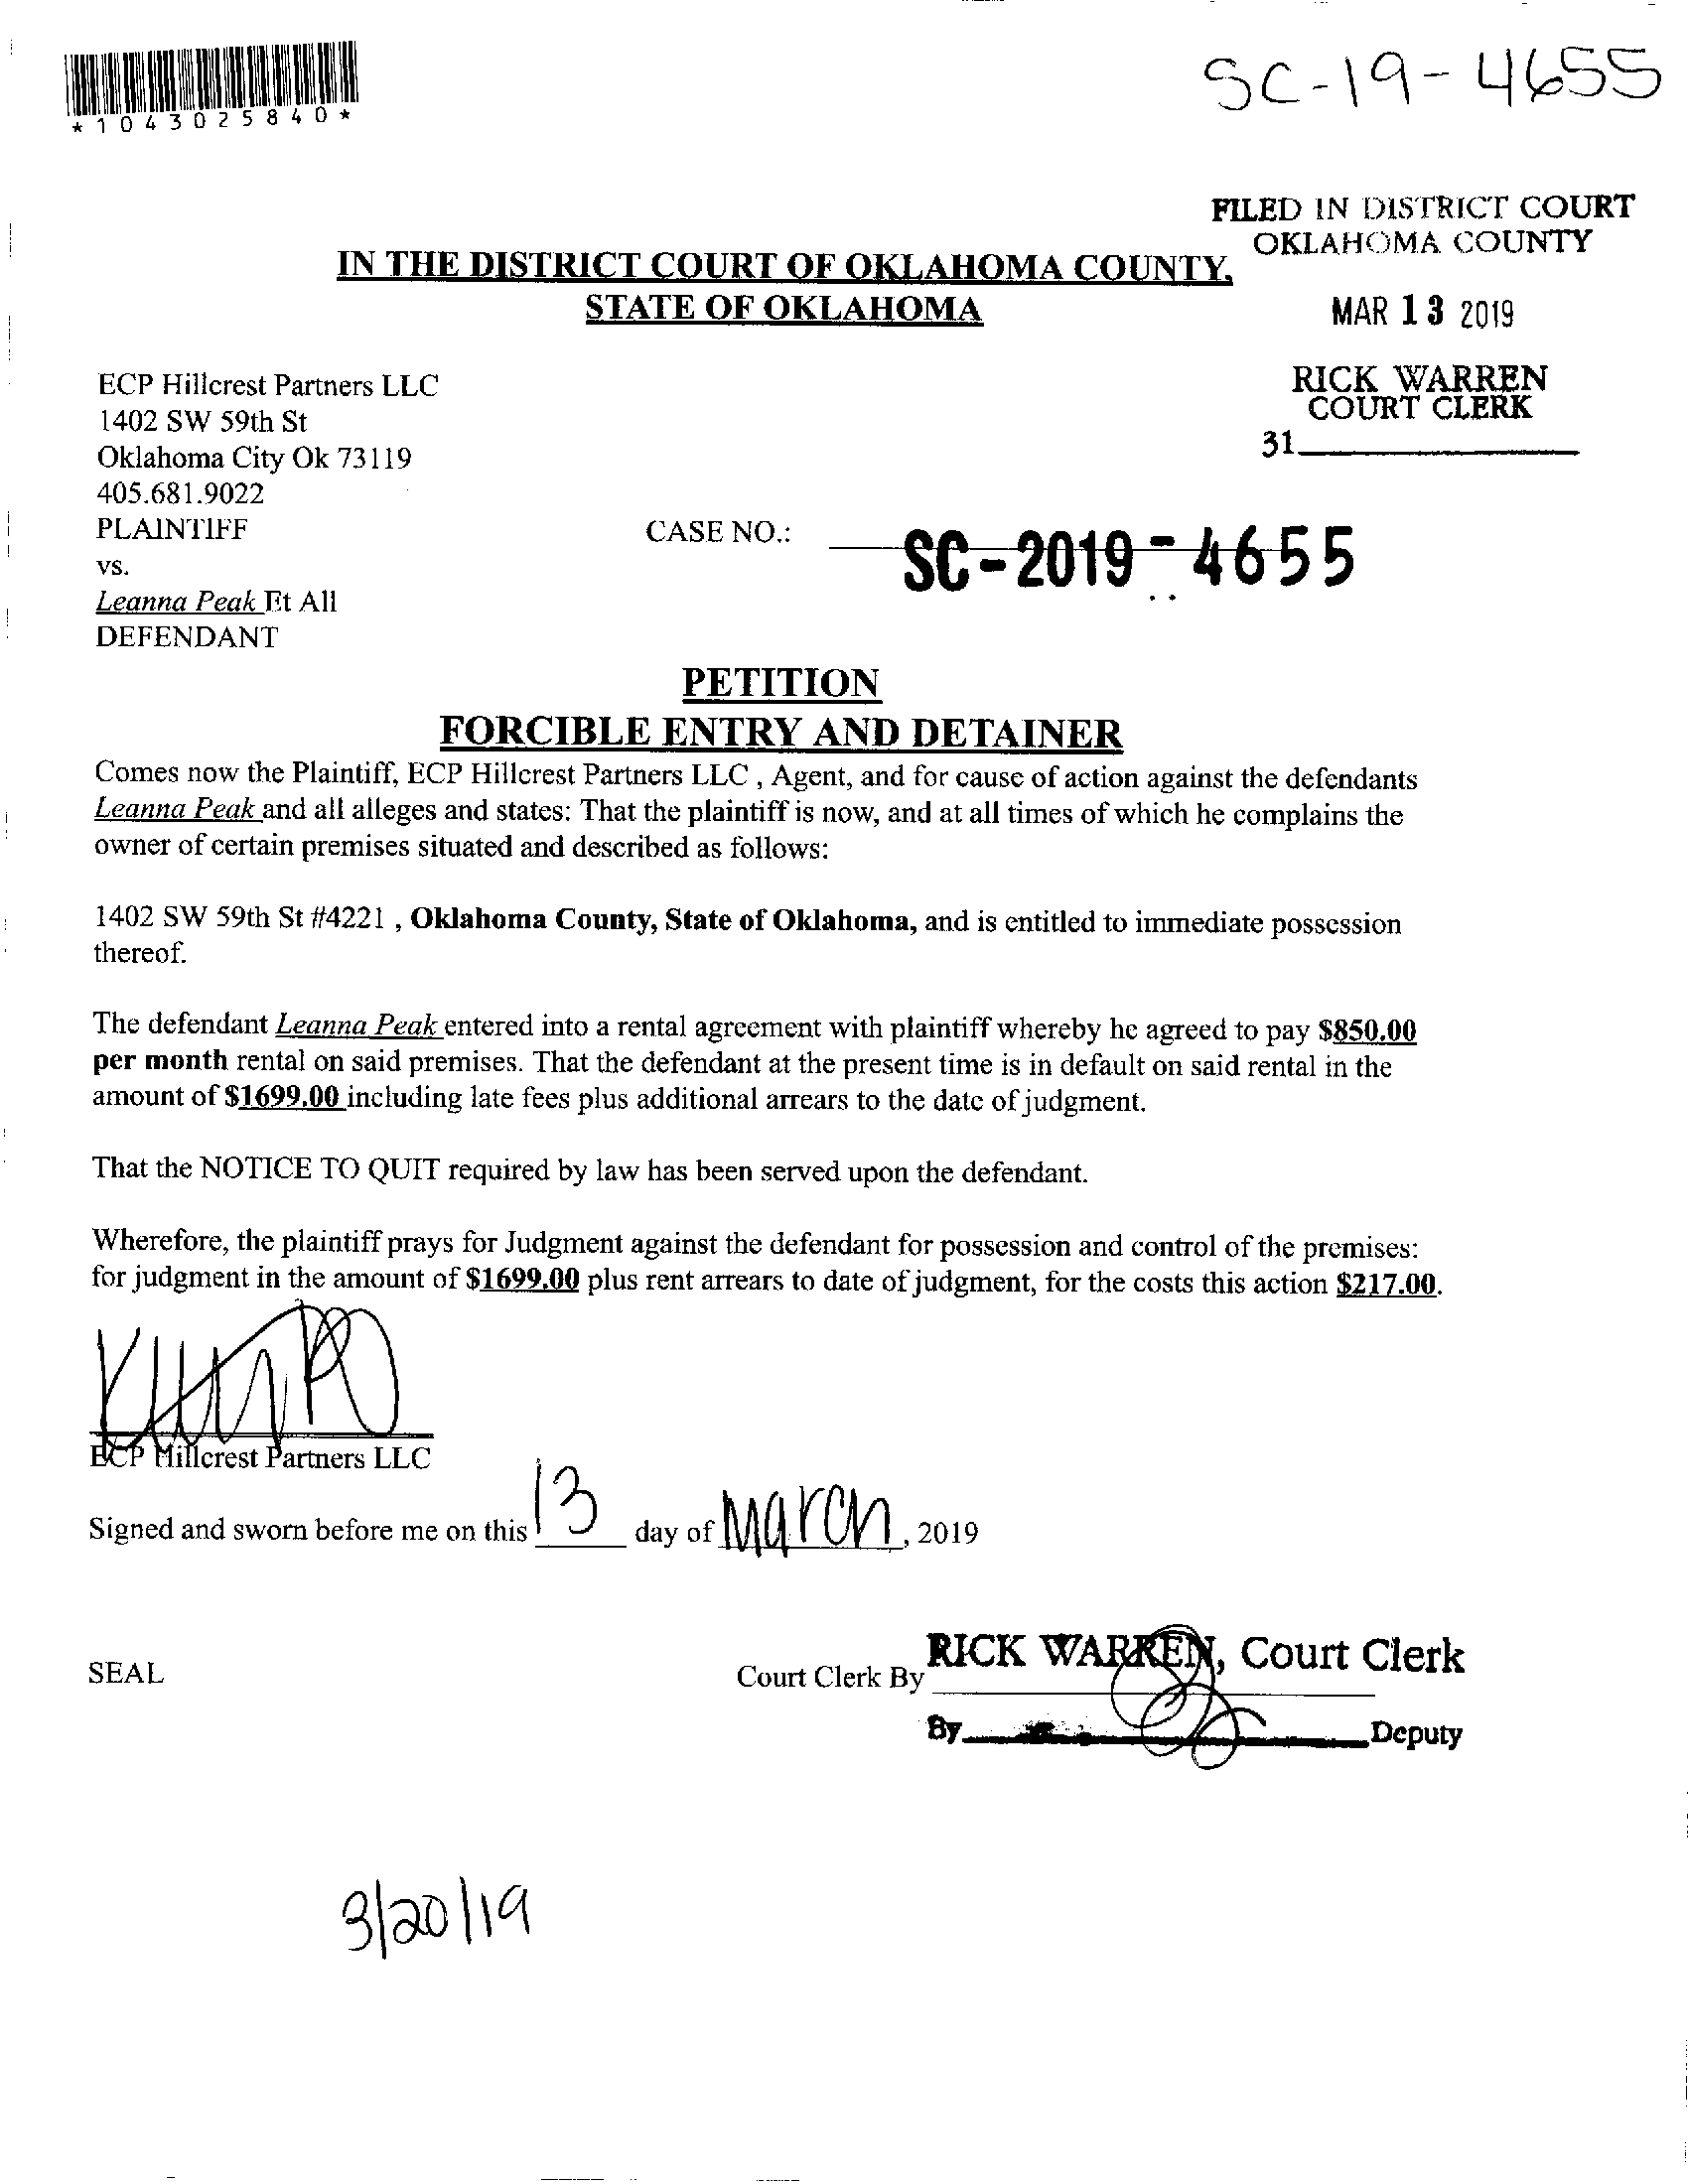 *1043025840*
SC-19-4655
FILED IN DISTRICT COURT
OKLAHOMA COUNTY
IN THE DISTRICT COURT OF OKLAHOMA COUNTY,
STATE OF OKLAHOMA
MAR 13 2019
RICK WARREN
COURT CLERK
31
ECP Hillcrest Partners LLC
1402 SW 59th St
Oklahoma City Ok 73119
405.681.9022
PLAINTIFF
CASE NO.: SC-2019-4655
vs.
Leanna Peak Et All
DEFENDANT
PETITION
FORCIBLE ENTRY AND DETAINER
Comes now the Plaintiff, ECP Hillcrest Partners LLC , Agent, and for cause of action against the defendants
Leanna Peak and all alleges and states: That the plaintiff is now, and at all times of which he complains the
owner of certain premises situated and described as follows:
1402 SW 59th St #4221 , Oklahoma County, State of Oklahoma, and is entitled to immediate possession
thereof.
The defendant Leanna Peak entered into a rental agreement with plaintiff whereby he agreed to pay $850.00
per month rental on said premises. That the defendant at the present time is in default on said rental in the
amount of $1699.00 including late fees plus additional arrears to the date of judgment.
That the NOTICE TO QUIT required by law has been served upon the defendant.
Wherefore, the plaintiff prays for Judgment against the defendant for possession and control of the premises:
for judgment in the amount of $1699.00 plus rent arrears to date of judgment, for the costs this action $217.00.
ECP Hillcrest Partners LLC
Signed and sworn before me on this 13 day of March, 2019
RICK WARREN, Court Clerk
SEAL
Court Clerk By
By Deputy
3/20/19